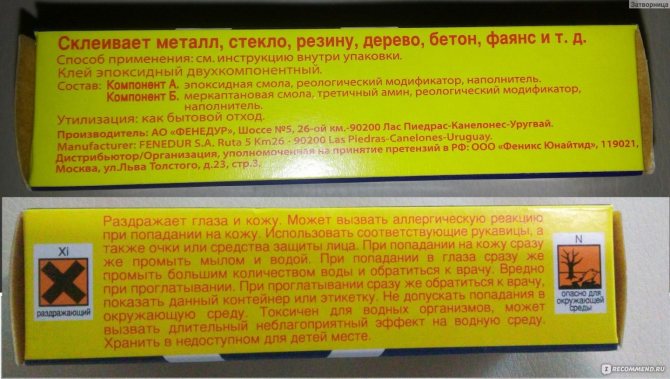 Затворница
Склеивает металл, стекло, резину, дерево, бетон, фаянс и т. д.
Способ применения: см. инструкцию внутри упаковки.
Клей эпоксидный двухкомпонентный.
Состав: Компонент А. эпоксидная смола, реологический модификатор, наполнитель.
Компонент Б. меркаптановая смола, третичный амин, реологический модификатор,
наполнитель.
Утилизация: как бытовой отход.
Производитель: АО «ФЕНЕДУР», Шоссе №5, 26-ой км.-90200 Лас Пиедрас-Канелонес-Уругвай.
Manufacturer: FENEDUR S.A. Ruta 5 Km26 - 90200 Las Piedras-Canelones-Uruguay.
Дистрибьютор/Организация, уполномоченная на принятие претензий в РФ: ООО «Феникс Юнайтид», 119021,
Москва, ул.Льва Толстого, д.23, стр.3.
Раздражает глаза и кожу. Может вызвать аллергическую реакцию
при попадании на кожу. Использовать соответствующие рукавицы, а
также очки или средства защиты лица. При попадании на кожу сразу
же промыть мылом и водой. При попадании в глаза сразу же
промыть большим количеством воды и обратиться к врачу. Вредно
при проглатывании. При проглатывании сразу же обратиться к врачу,
показать данный контейнер или этикетку. Не допускать попадания в
окружающую среду. Токсичен для водных организмов, может
вызвать длительный неблагоприятный эффект на водную среду.
Хранить в недоступном для детей месте.
Xi
раздражающий
N
опасно для
окружающей
среды
IRECOMMEND.RU